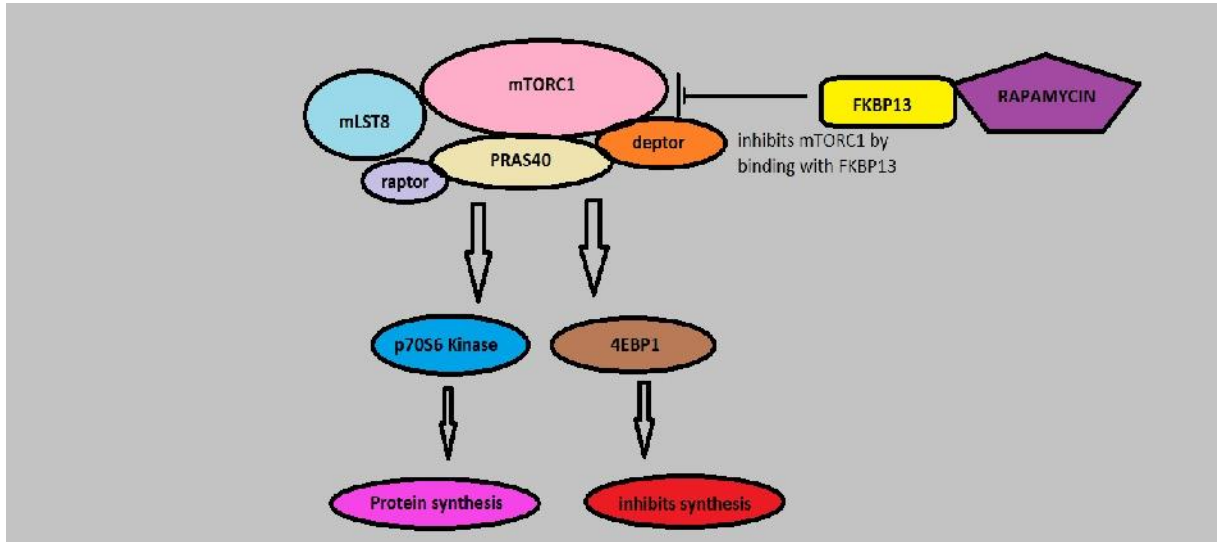 mTORC1
mLST8
FKBP13
RAPAMYCIN
deptor
PRAS40
raptor
inhibits mTORC1 by
binding with FKBP13
p70S6 Kinase
4EBP1
Protein synthesis
inhibits synthesis